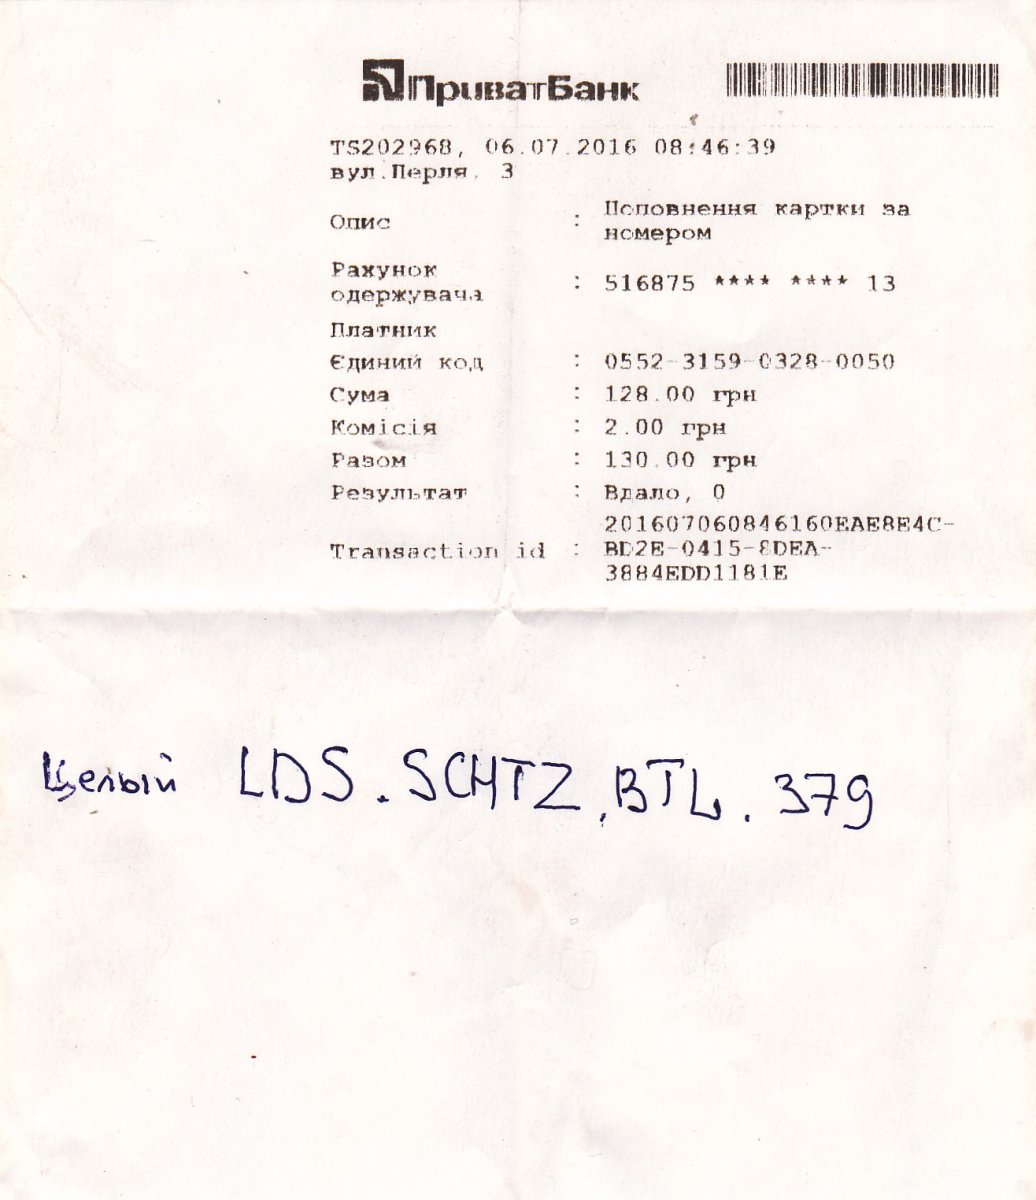 ПриватБанк
TS202968, 06.07.2016 08:46:39
вул.Перля, 3
Опис : Поповнення картки за номером
Рахунок одержувача : 516875 **** **** 13
Платник
Єдиний код : 0552-3159-0328-0050
Сума : 128.00 грн
Комісія : 2.00 грн
Разом : 130.00 грн
Результат : Вдало, 0
Transaction id : 201607060846160EAE8E4C-
BD2E-0415-8DEA-
3884EDD1181E
Целый LDS. SCHTZ, BTL. 379